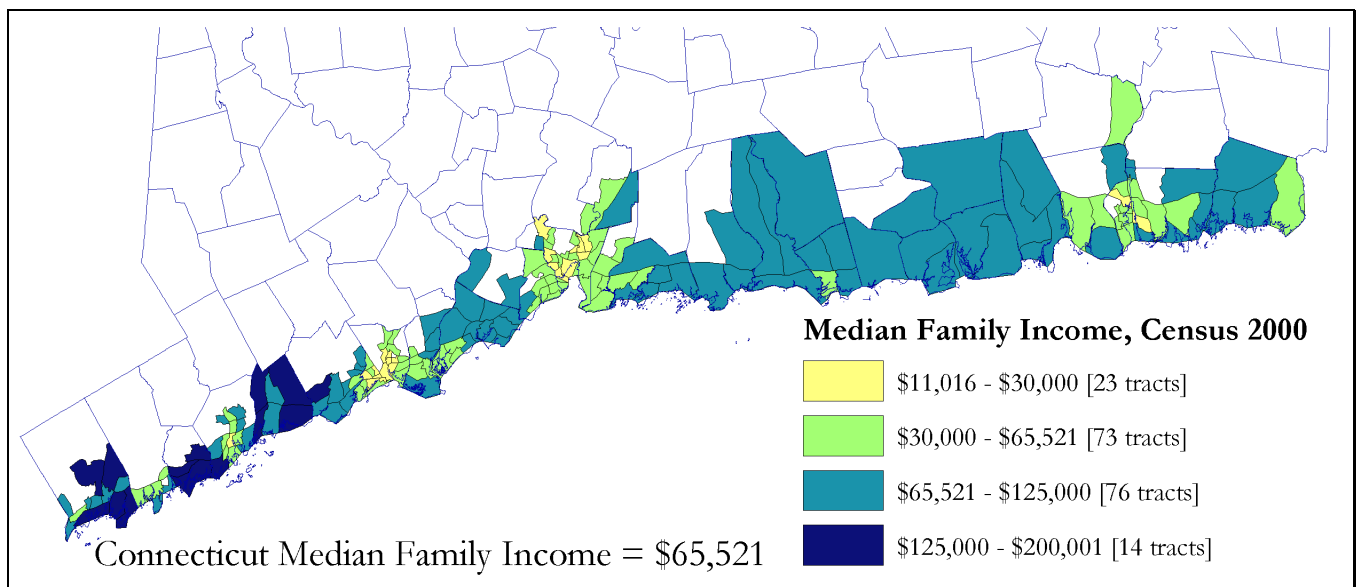 Median Family Income, Census 2000
$11,016 - $30,000 [23 tracts]
$30,000 - $65,521 [73 tracts]
$65,521 - $125,000 [76 tracts]
$125,000 - $200,001 [14 tracts]
Connecticut Median Family Income = $65,521